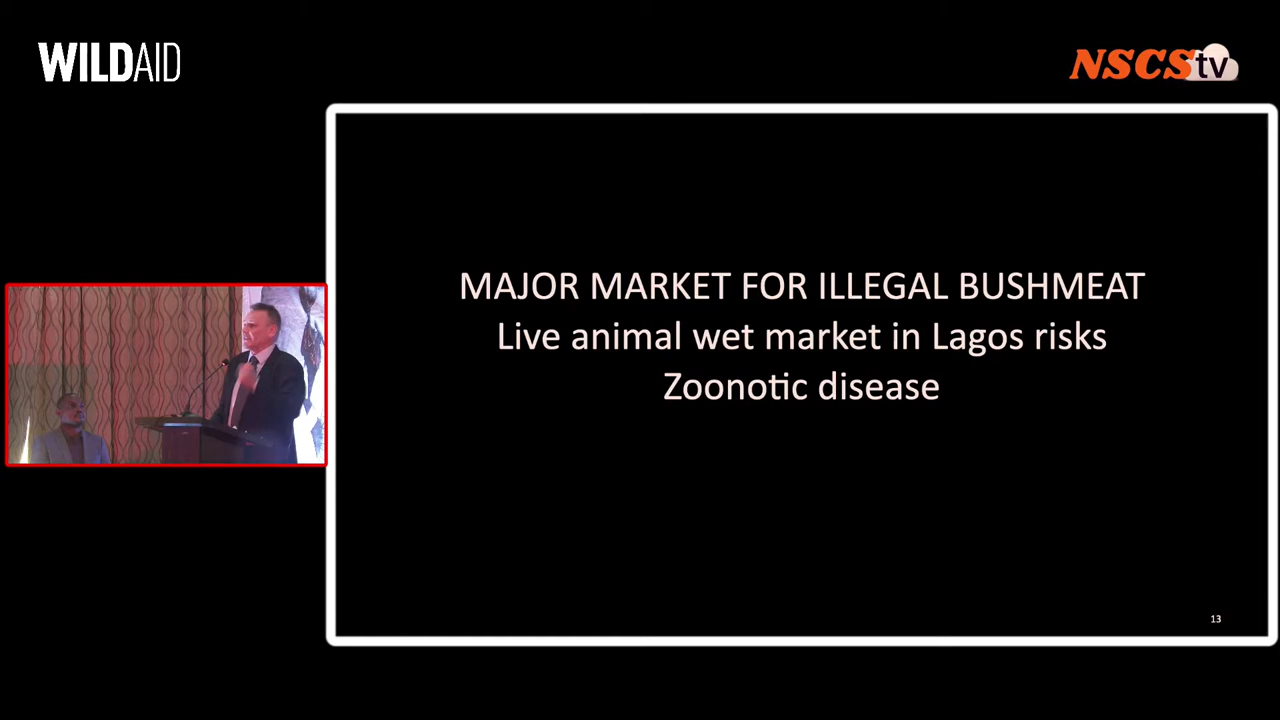 WILDAID
NSCStv
MAJOR MARKET FOR ILLEGAL BUSHMEAT
Live animal wet market in Lagos risks
Zoonotic disease
13